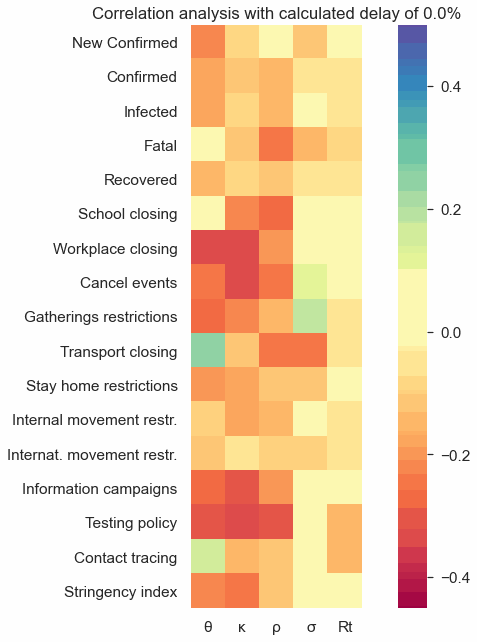 Correlation analysis with calculated delay of 0.0%
New Confirmed
Confirmed
Infected
Fatal
Recovered
School closing
Workplace closing
Cancel events
Gatherings restrictions
Transport closing
Stay home restrictions
Internal movement restr.
Internat. movement restr.
Information campaigns
Testing policy
Contact tracing
Stringency index
θ κ ρ σ Rt
0.4
0.2
0.0
−0.2
−0.4